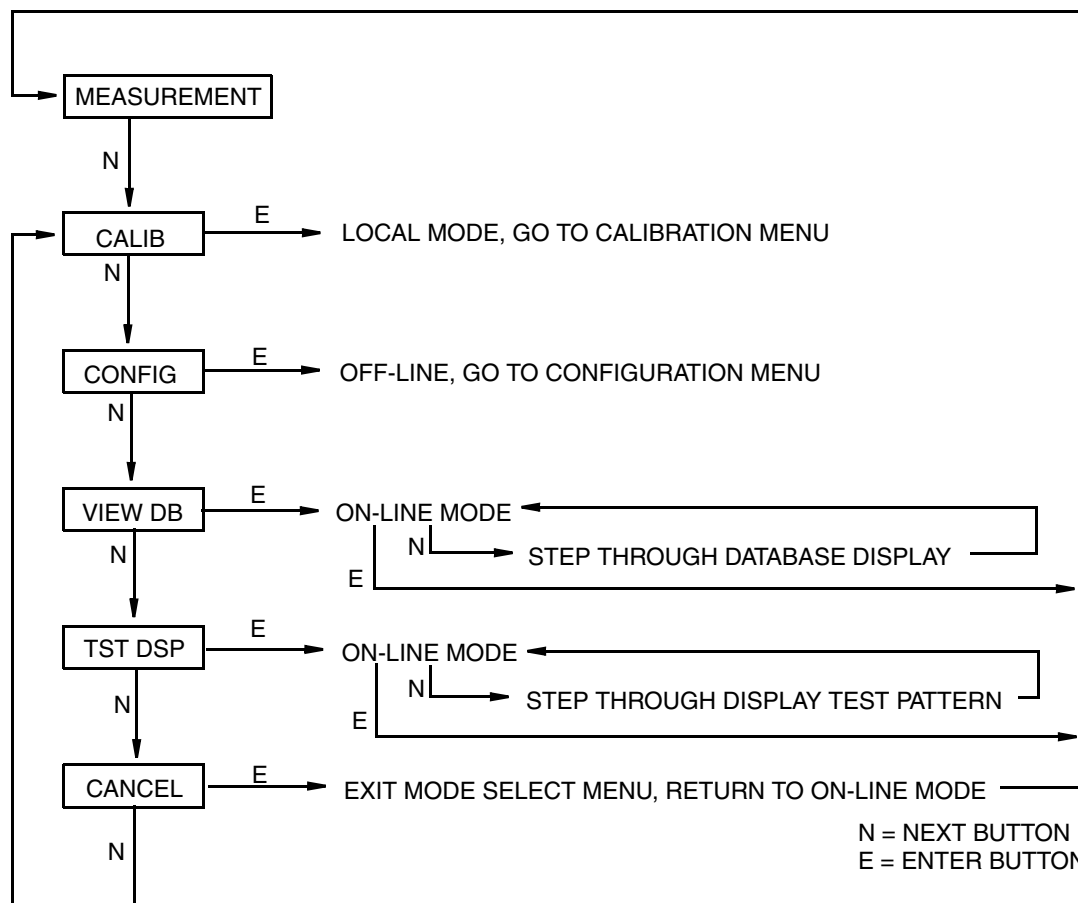 MEASUREMENT
N
CALIB
E
LOCAL MODE, GO TO CALIBRATION MENU
N
CONFIG
E
OFF-LINE, GO TO CONFIGURATION MENU
N
VIEW DB
E
ON-LINE MODE
N
STEP THROUGH DATABASE DISPLAY
E
N
TST DSP
E
ON-LINE MODE
N
STEP THROUGH DISPLAY TEST PATTERN
E
N
CANCEL
E
EXIT MODE SELECT MENU, RETURN TO ON-LINE MODE
N
N = NEXT BUTTON
E = ENTER BUTTON